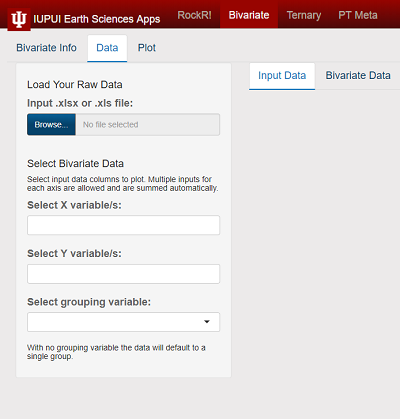 IUPUI Earth Sciences Apps RockR! Bivariate Ternary PT Meta
Bivariate Info Data Plot
Load Your Raw Data
Input .xlsx or .xls file:
Browse... No file selected
Select Bivariate Data
Select input data columns to plot. Multiple inputs for
each axis are allowed and are summed automatically.
Select X variable/s:
Select Y variable/s:
Select grouping variable:
With no grouping variable the data will default to a
single group.
Input Data Bivariate Data